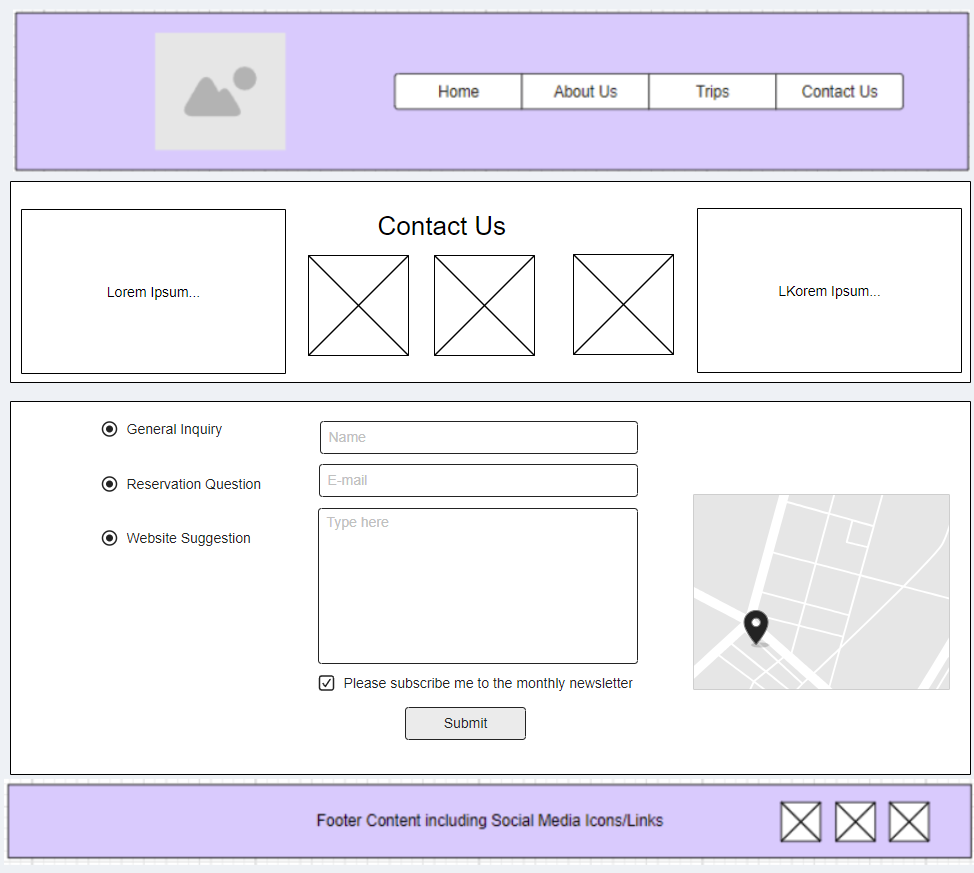 Home
About Us
Trips
Contact Us
Contact Us
Lorem Ipsum...
LKorem Ipsum...
General Inquiry
Reservation Question
Website Suggestion
Name
E-mail
Type here
Please subscribe me to the monthly newsletter
Submit
Footer Content including Social Media Icons/Links